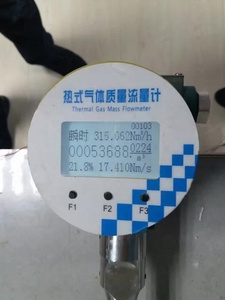 热式气体质量流量计
Thermal Gas Mass Flowmeter
00103
瞬时 316.062Nm³/h
00053688.0224 m³
21.8% 17.410Nm/s
F1 F2 F3